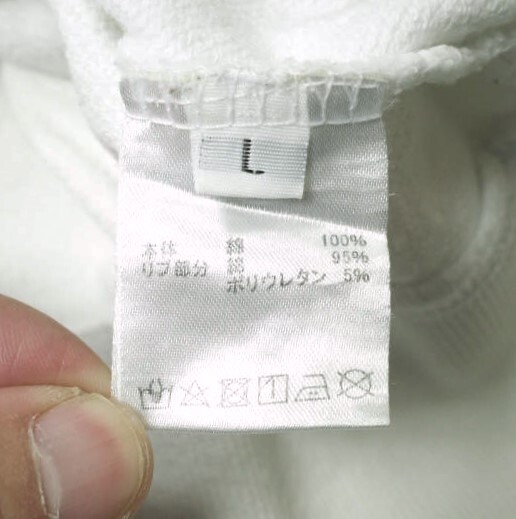 L
本体 綿 100%
リブ部分 綿 95%
ポリウレタン 5%